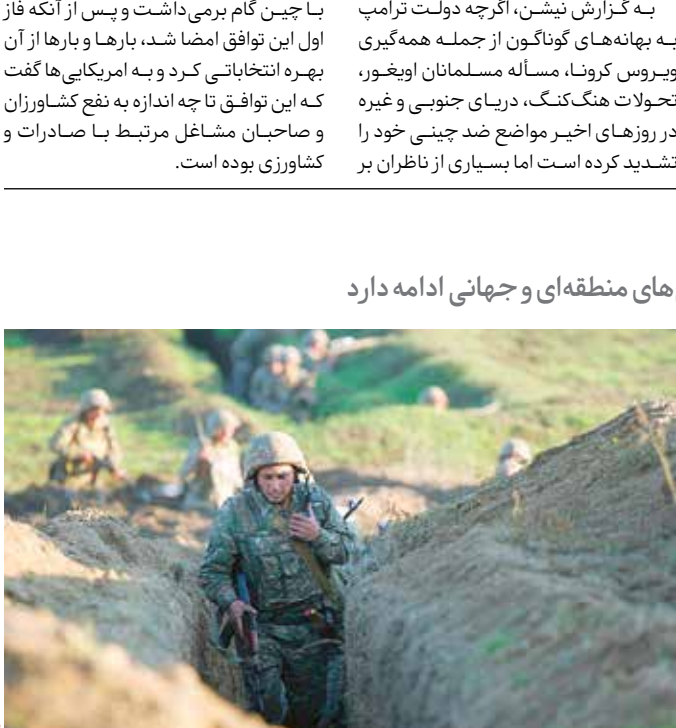 به گزارش نیشن، اگرچه دولت ترامپ
به بهانه‌های گوناگون از جمله همه‌گیری
ویروس کرونا، مسأله مسلمانان اویغور،
تحولات هنگ‌کنگ، دریای جنوبی و غیره
در روزهای اخیر مواضع ضد چینی خود را
تشدید کرده است اما بسیاری از ناظران بر
با چین گام برمی‌داشت و پس از آنکه فاز
اول این توافق امضا شد، بارها و بارها از آن
بهره انتخاباتی کرد و به امریکایی‌ها گفت
که این توافق تا چه اندازه به نفع کشاورزان
و صاحبان مشاغل مرتبط با صادرات و
کشاورزی بوده است.
های منطقه‌ای و جهانی ادامه دارد